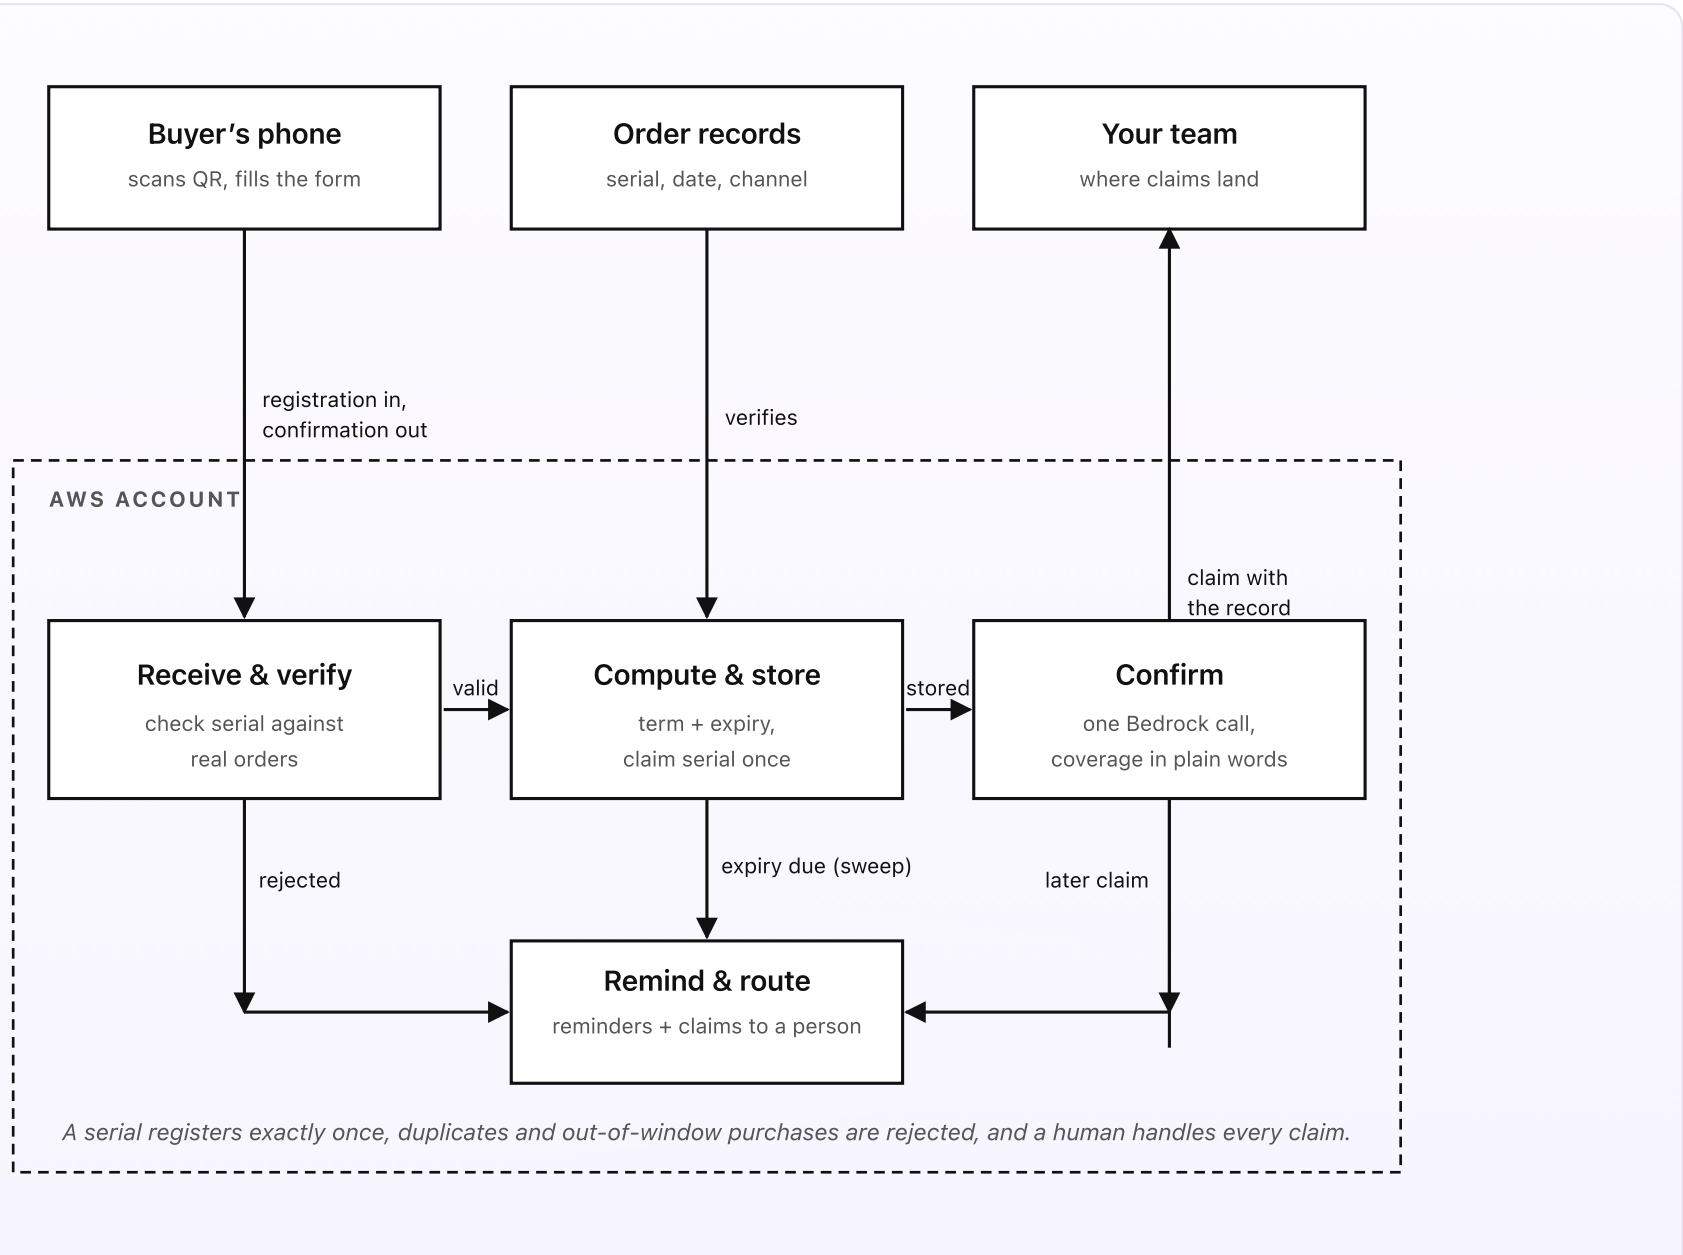 Buyer’s phone
scans QR, fills the form
Order records
serial, date, channel
Your team
where claims land
registration in,
confirmation out
verifies
AWS ACCOUNT
claim with
the record
Receive & verify
check serial against
real orders
valid
Compute & store
term + expiry,
claim serial once
stored
Confirm
one Bedrock call,
coverage in plain words
rejected
expiry due (sweep)
later claim
Remind & route
reminders + claims to a person
A serial registers exactly once, duplicates and out-of-window purchases are rejected, and a human handles every claim.